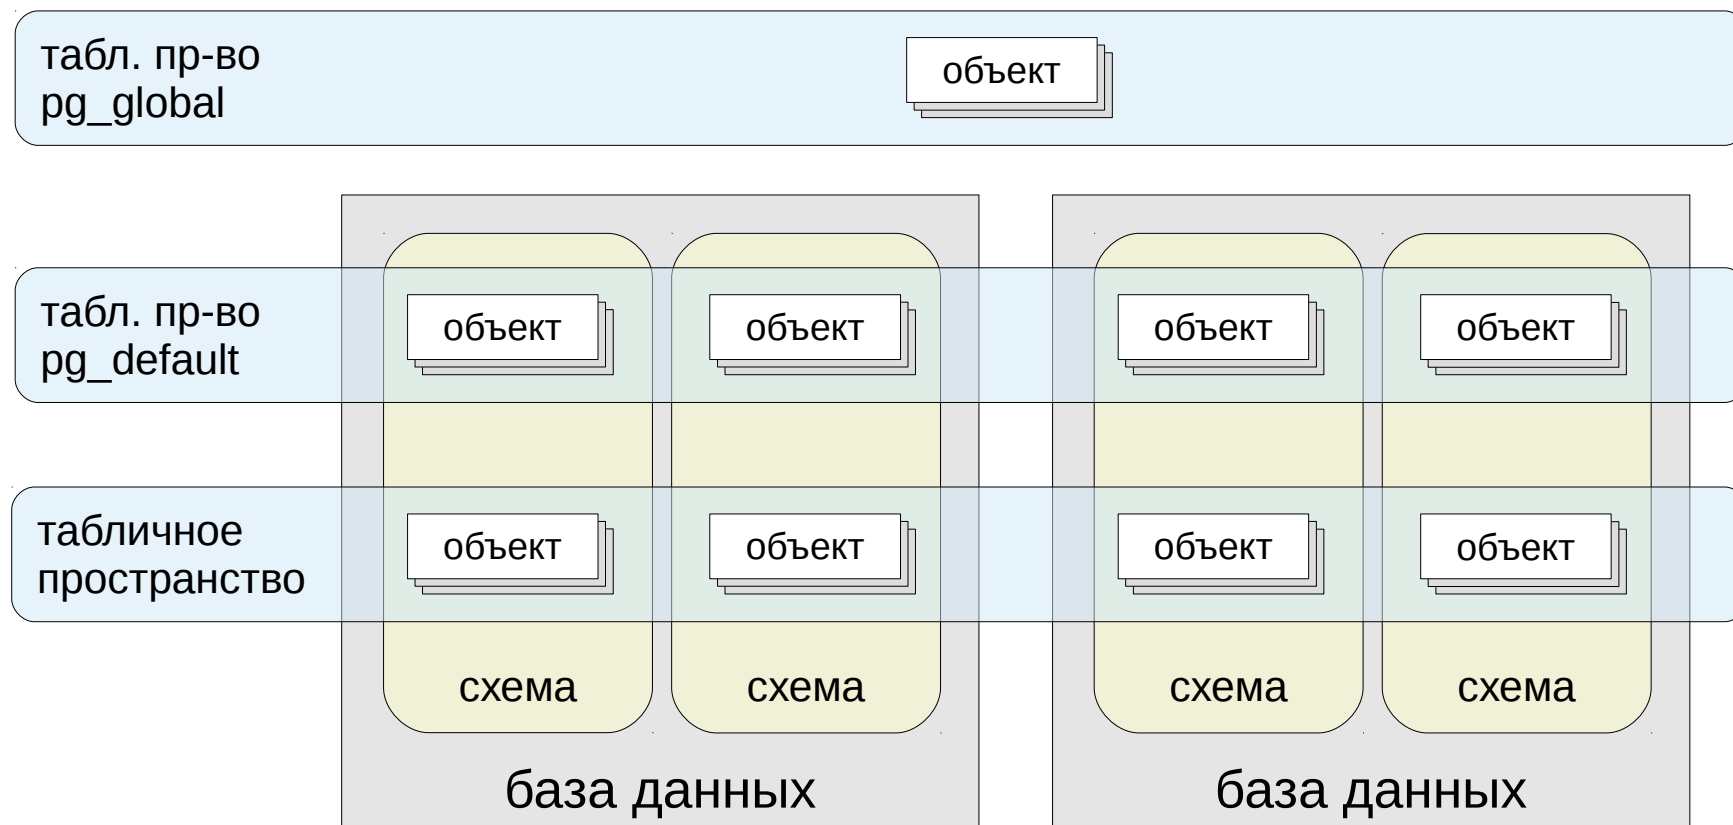 табл. пр-во
pg_global
объект
табл. пр-во
pg_default
объект
объект
объект
объект
табличное
пространство
объект
объект
объект
объект
схема
схема
схема
схема
база данных
база данных